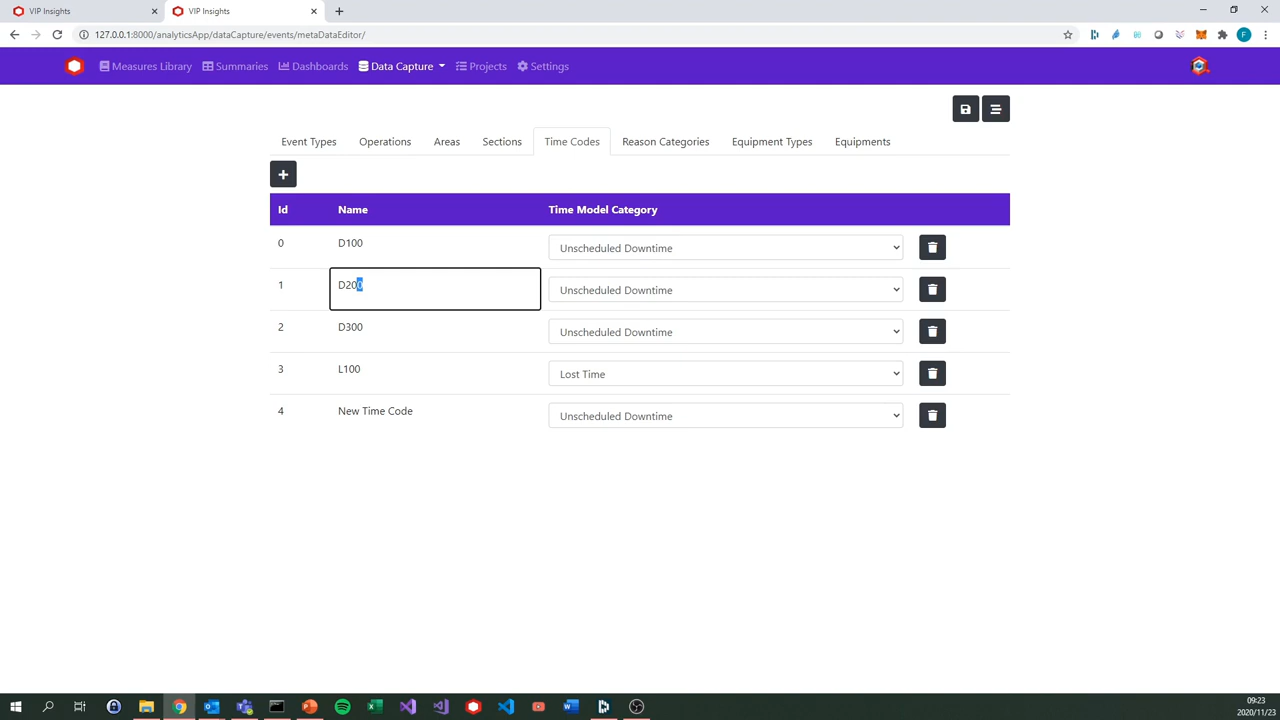 VIP Insights
VIP Insights
127.0.0.1:8000/analyticsApp/dataCapture/events/metaDataEditor/
F
Measures Library Summaries Dashboards Data Capture Projects Settings
Event Types Operations Areas Sections Time Codes Reason Categories Equipment Types Equipments
+
Id Name Time Model Category
0 D100 Unscheduled Downtime
1 D200 Unscheduled Downtime
2 D300 Unscheduled Downtime
3 L100 Lost Time
4 New Time Code Unscheduled Downtime
09:23
2020/11/23